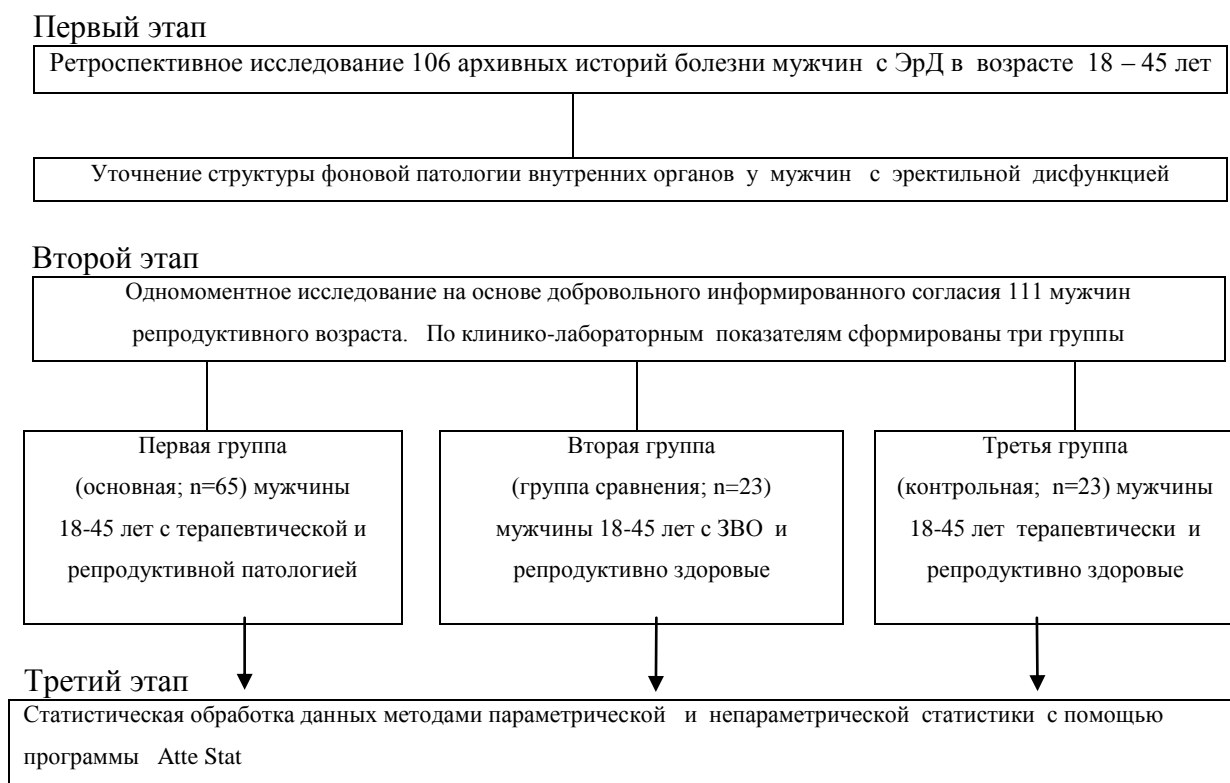 Первый этап
Ретроспективное исследование 106 архивных историй болезни мужчин с ЭрД в возрасте 18 – 45 лет
Уточнение структуры фоновой патологии внутренних органов у мужчин с эректильной дисфункцией
Второй этап
Одномоментное исследование на основе добровольного информированного согласия 111 мужчин
репродуктивного возраста. По клинико-лабораторным показателям сформированы три группы
Первая группа
(основная; n=65) мужчины
18-45 лет с терапевтической и
репродуктивной патологией
Вторая группа
(группа сравнения; n=23)
мужчины 18-45 лет с ЗВО и
репродуктивно здоровые
Третья группа
(контрольная; n=23) мужчины
18-45 лет терапевтически и
репродуктивно здоровые
Третий этап
Статистическая обработка данных методами параметрической и непараметрической статистики с помощью
программы Atte Stat